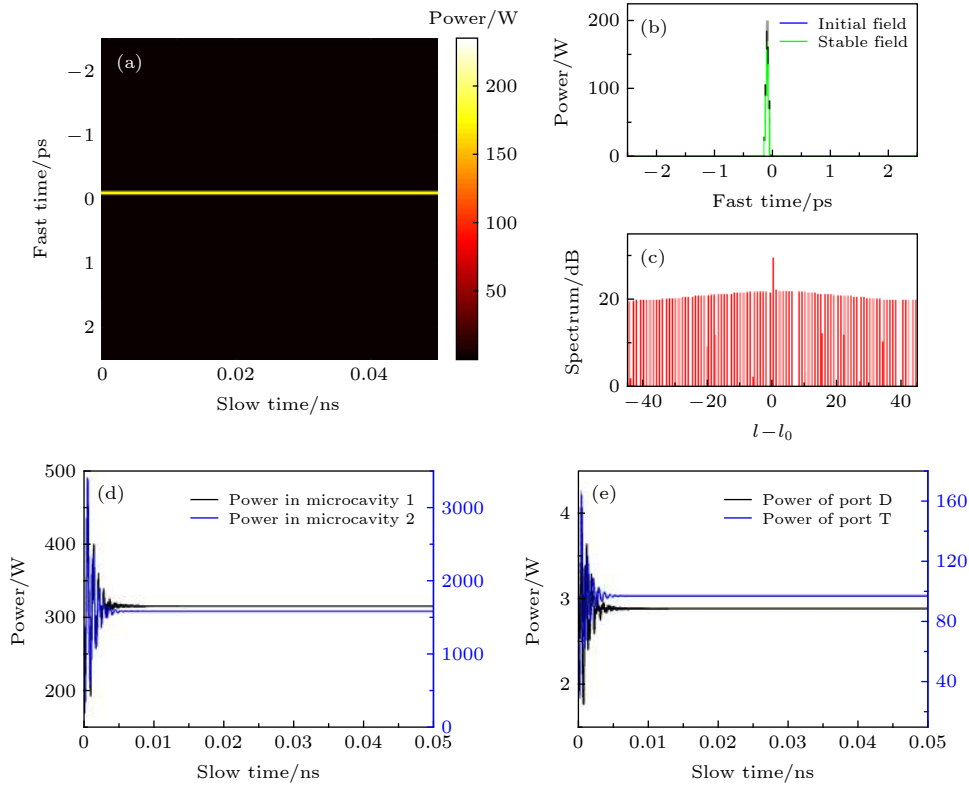 Power/W
(a)
−2
−1
0
1
2
Fast time/ps
0
0.02
0.04
Slow time/ns
200
150
100
50
(b)
Initial field
Stable field
200
100
0
Power/W
−2
−1
0
1
2
Fast time/ps
(c)
20
0
Spectrum/dB
−40
−20
0
20
40
l−l₀
(d)
Power in microcavity 1
Power in microcavity 2
500
400
300
200
Power/W
3000
2000
1000
0
0
0.01
0.02
0.03
0.04
0.05
Slow time/ns
(e)
Power of port D
Power of port T
4
3
2
Power/W
160
120
80
40
0
0.01
0.02
0.03
0.04
0.05
Slow time/ns